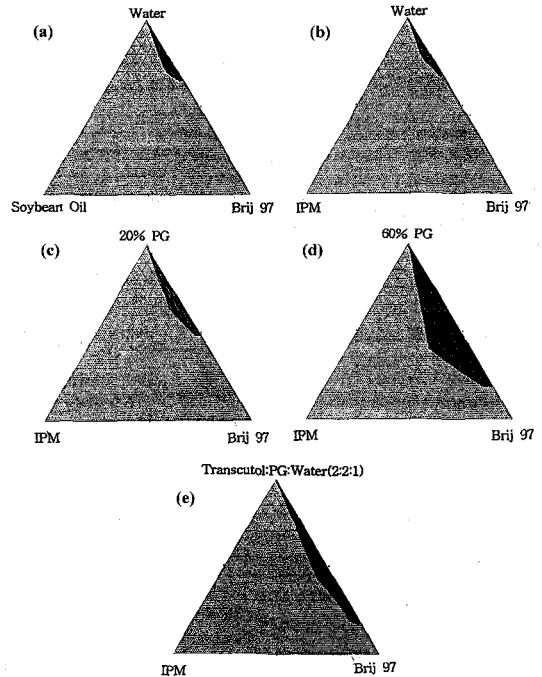 (a)
Water
Soybean Oil
Brij 97
(b)
Water
IPM
Brij 97
(c)
20% PG
IPM
Brij 97
(d)
60% PG
IPM
Brij 97
(e)
Transcutol:PG:Water(2:2:1)
IPM
Brij 97